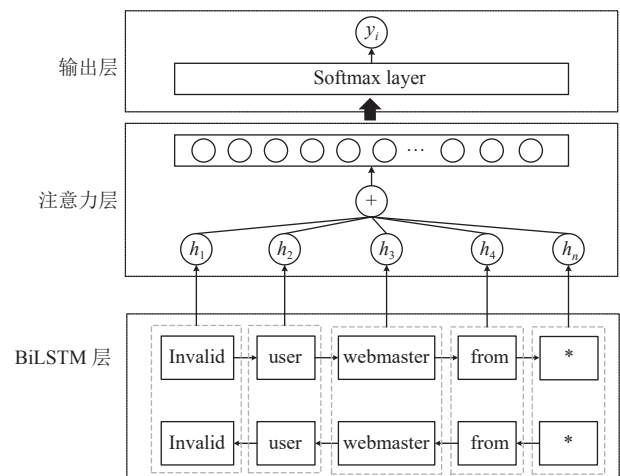 y_i
输出层
Softmax layer
…
注意力层
+
h_1 h_2 h_3 h_4 h_n
BiLSTM 层
Invalid user webmaster from *
Invalid user webmaster from *